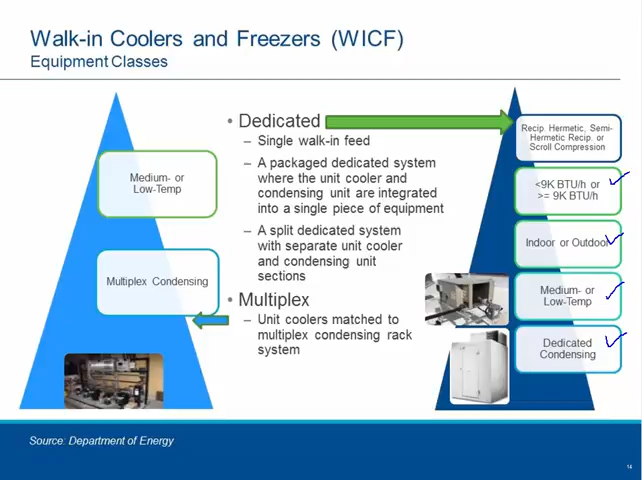 Walk-in Coolers and Freezers (WICF)
Equipment Classes
Medium- or
Low-Temp
Multiplex Condensing
• Dedicated
– Single walk-in feed
– A packaged dedicated system
where the unit cooler and
condensing unit are integrated
into a single piece of equipment
– A split dedicated system
with separate unit cooler
and condensing unit
sections
• Multiplex
– Unit coolers matched to
multiplex condensing rack
system
Recip. Hermetic, Semi-
Hermetic Recip. or
Scroll Compression
<9K BTU/h or
>= 9K BTU/h
Indoor or Outdoor
Medium- or
Low-Temp
Dedicated
Condensing
Source: Department of Energy
14